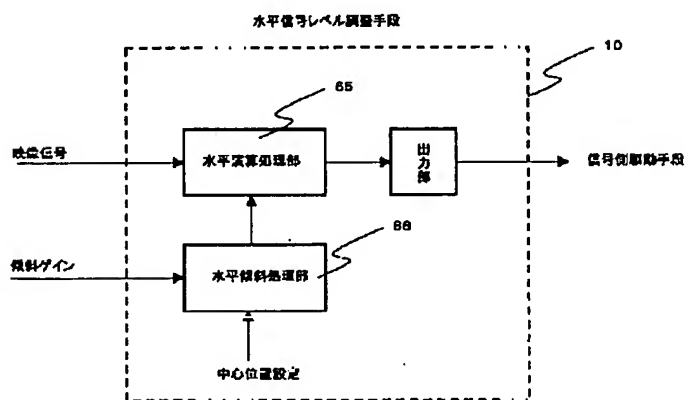 水平信号レベル調整手段
10
65
映像信号
水平演算処理部
出力部
信号側駆動手段
66
傾斜ゲイン
水平傾斜処理部
中心位置設定